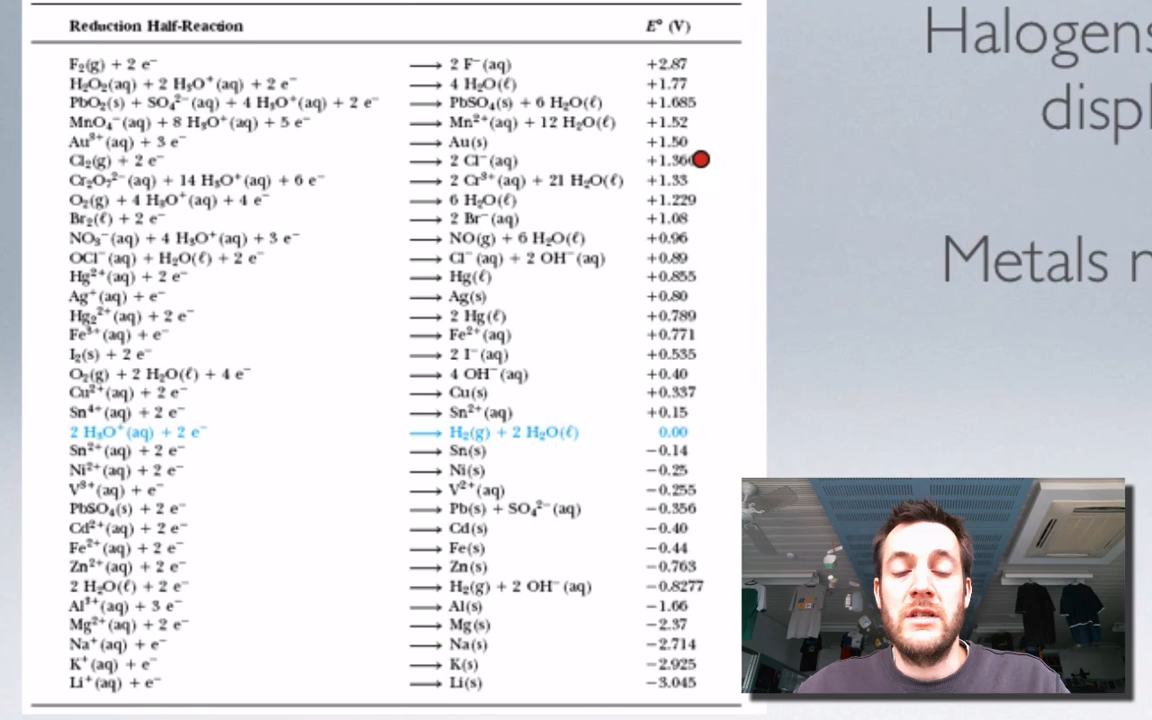 Reduction Half-Reaction E° (V)
F₂(g) + 2 e⁻ ⟶ 2 F⁻(aq) +2.87
H₂O₂(aq) + 2 H₃O⁺(aq) + 2 e⁻ ⟶ 4 H₂O(ℓ) +1.77
PbO₂(s) + SO₄²⁻(aq) + 4 H₃O⁺(aq) + 2 e⁻ ⟶ PbSO₄(s) + 6 H₂O(ℓ) +1.685
MnO₄⁻(aq) + 8 H₃O⁺(aq) + 5 e⁻ ⟶ Mn²⁺(aq) + 12 H₂O(ℓ) +1.52
Au³⁺(aq) + 3 e⁻ ⟶ Au(s) +1.50
Cl₂(g) + 2 e⁻ ⟶ 2 Cl⁻(aq) +1.360
Cr₂O₇²⁻(aq) + 14 H₃O⁺(aq) + 6 e⁻ ⟶ 2 Cr³⁺(aq) + 21 H₂O(ℓ) +1.33
O₂(g) + 4 H₃O⁺(aq) + 4 e⁻ ⟶ 6 H₂O(ℓ) +1.229
Br₂(ℓ) + 2 e⁻ ⟶ 2 Br⁻(aq) +1.08
NO₃⁻(aq) + 4 H₃O⁺(aq) + 3 e⁻ ⟶ NO(g) + 6 H₂O(ℓ) +0.96
OCl⁻(aq) + H₂O(ℓ) + 2 e⁻ ⟶ Cl⁻(aq) + 2 OH⁻(aq) +0.89
Hg²⁺(aq) + 2 e⁻ ⟶ Hg(ℓ) +0.855
Ag⁺(aq) + e⁻ ⟶ Ag(s) +0.80
Hg₂²⁺(aq) + 2 e⁻ ⟶ 2 Hg(ℓ) +0.789
Fe³⁺(aq) + e⁻ ⟶ Fe²⁺(aq) +0.771
I₂(s) + 2 e⁻ ⟶ 2 I⁻(aq) +0.535
O₂(g) + 2 H₂O(ℓ) + 4 e⁻ ⟶ 4 OH⁻(aq) +0.40
Cu²⁺(aq) + 2 e⁻ ⟶ Cu(s) +0.337
Sn⁴⁺(aq) + 2 e⁻ ⟶ Sn²⁺(aq) +0.15
2 H₃O⁺(aq) + 2 e⁻ ⟶ H₂(g) + 2 H₂O(ℓ) 0.00
Sn²⁺(aq) + 2 e⁻ ⟶ Sn(s) −0.14
Ni²⁺(aq) + 2 e⁻ ⟶ Ni(s) −0.25
V³⁺(aq) + e⁻ ⟶ V²⁺(aq) −0.255
PbSO₄(s) + 2 e⁻ ⟶ Pb(s) + SO₄²⁻(aq) −0.356
Cd²⁺(aq) + 2 e⁻ ⟶ Cd(s) −0.40
Fe²⁺(aq) + 2 e⁻ ⟶ Fe(s) −0.44
Zn²⁺(aq) + 2 e⁻ ⟶ Zn(s) −0.763
2 H₂O(ℓ) + 2 e⁻ ⟶ H₂(g) + 2 OH⁻(aq) −0.8277
Al³⁺(aq) + 3 e⁻ ⟶ Al(s) −1.66
Mg²⁺(aq) + 2 e⁻ ⟶ Mg(s) −2.37
Na⁺(aq) + e⁻ ⟶ Na(s) −2.714
K⁺(aq) + e⁻ ⟶ K(s) −2.925
Li⁺(aq) + e⁻ ⟶ Li(s) −3.045
Halogens
displ
Metals